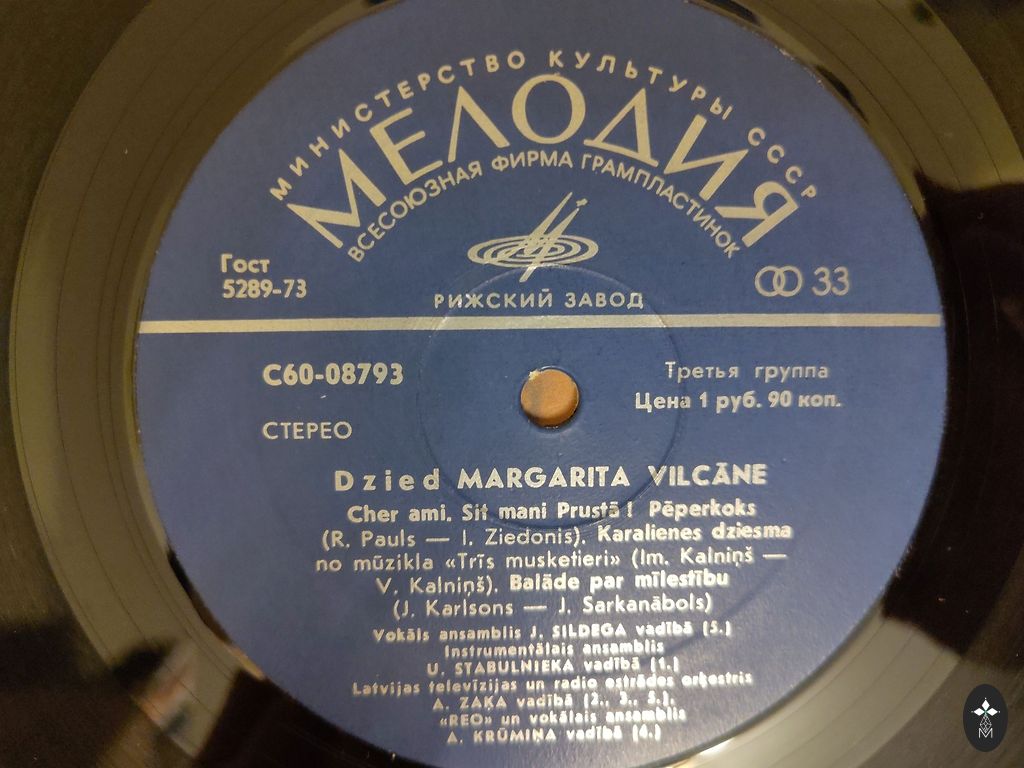 МИНИСТЕРСТВО КУЛЬТУРЫ СССР
МЕЛОДИЯ
ВСЕСОЮЗНАЯ ФИРМА ГРАМПЛАСТИНОК
Гост
5289-73
33
РИЖСКИЙ ЗАВОД
С60-08793
Третья группа
Цена 1 руб. 90 коп.
СТЕРЕО
Dzied MARGARITA VILCĀNE
Cher ami. Sit mani Prustā! Pēperkoks
(R. Pauls — I. Ziedonis). Karalienes dziesma
no mūzikla «Trīs musketieri» (Im. Kalniņš —
V. Kalniņš). Balāde par mīlestību
(J. Karlsons — J. Sarkanābols)
Vokāls ansamblis J. SILDEGA vadībā (5.)
Instrumentālais ansamblis
U. STABULNIEKA vadībā (1.)
Latvijas televīzijas un radio estrādes orķestris
A. ZAĶA vadībā (2., 3., 5.),
«REO» un vokālais ansamblis
A. KRŪMIŅA vadībā (4.)
M